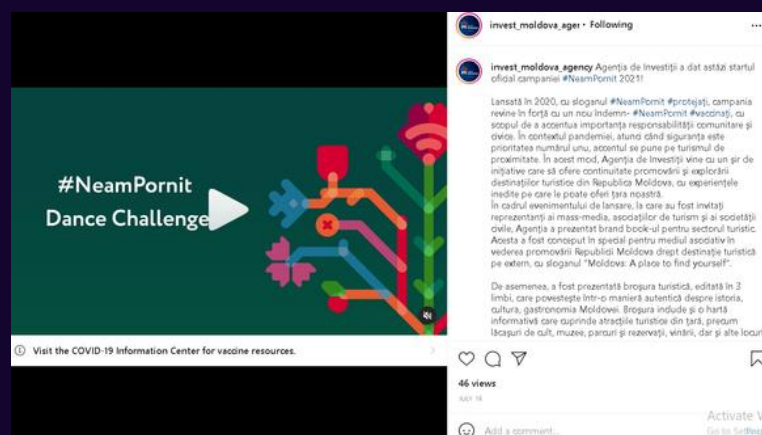 #NeamPornit
Dance Challenge
Visit the COVID-19 Information Center for vaccine resources.
invest_moldova_ager • Following
...
invest_moldova_agency Agenția de Investiții a dat astăzi startul
oficial campaniei #NeamPornit 2021!
Lansată în 2020, cu sloganul #NeamPornit #protejați, campania
revine în forță cu un nou îndemn- #NeamPornit #vaccinați, cu
scopul de a accentua importanța responsabilității comunitare și
civice. În contextul pandemiei, atunci când siguranța este
prioritatea numărul unu, accentul se pune pe turismul de
proximitate. În acest mod, Agenția de Investiții vine cu un șir de
inițiative care să ofere continuitate promovării și explorării
destinațiilor turistice din Republica Moldova, cu experiențele
inedite pe care le poate oferi țara noastră.
În cadrul evenimentului de lansare, la care au fost invitați
reprezentanți ai mass-media, asociațiilor de turism și ai societății
civile, Agenția a prezentat brand book-ul pentru sectorul turistic.
Acesta a fost conceput în special pentru mediul asociativ în
vederea promovării Republicii Moldova drept destinație turistică
pe extern, cu sloganul "Moldova: A place to find yourself".
De asemenea, a fost prezentată broșura turistică, editată în 3
limbi, care povestește într-o manieră autentică despre istoria,
cultura, gastronomia Moldovei. Broșura include și o hartă
informativă care cuprinde atracțiile turistice din țară, precum
lăcașuri de cult, muzee, parcuri și rezervații, vinării, dar și alte locuri
46 views
JULY 16
Add a comment...
Activate
Go to